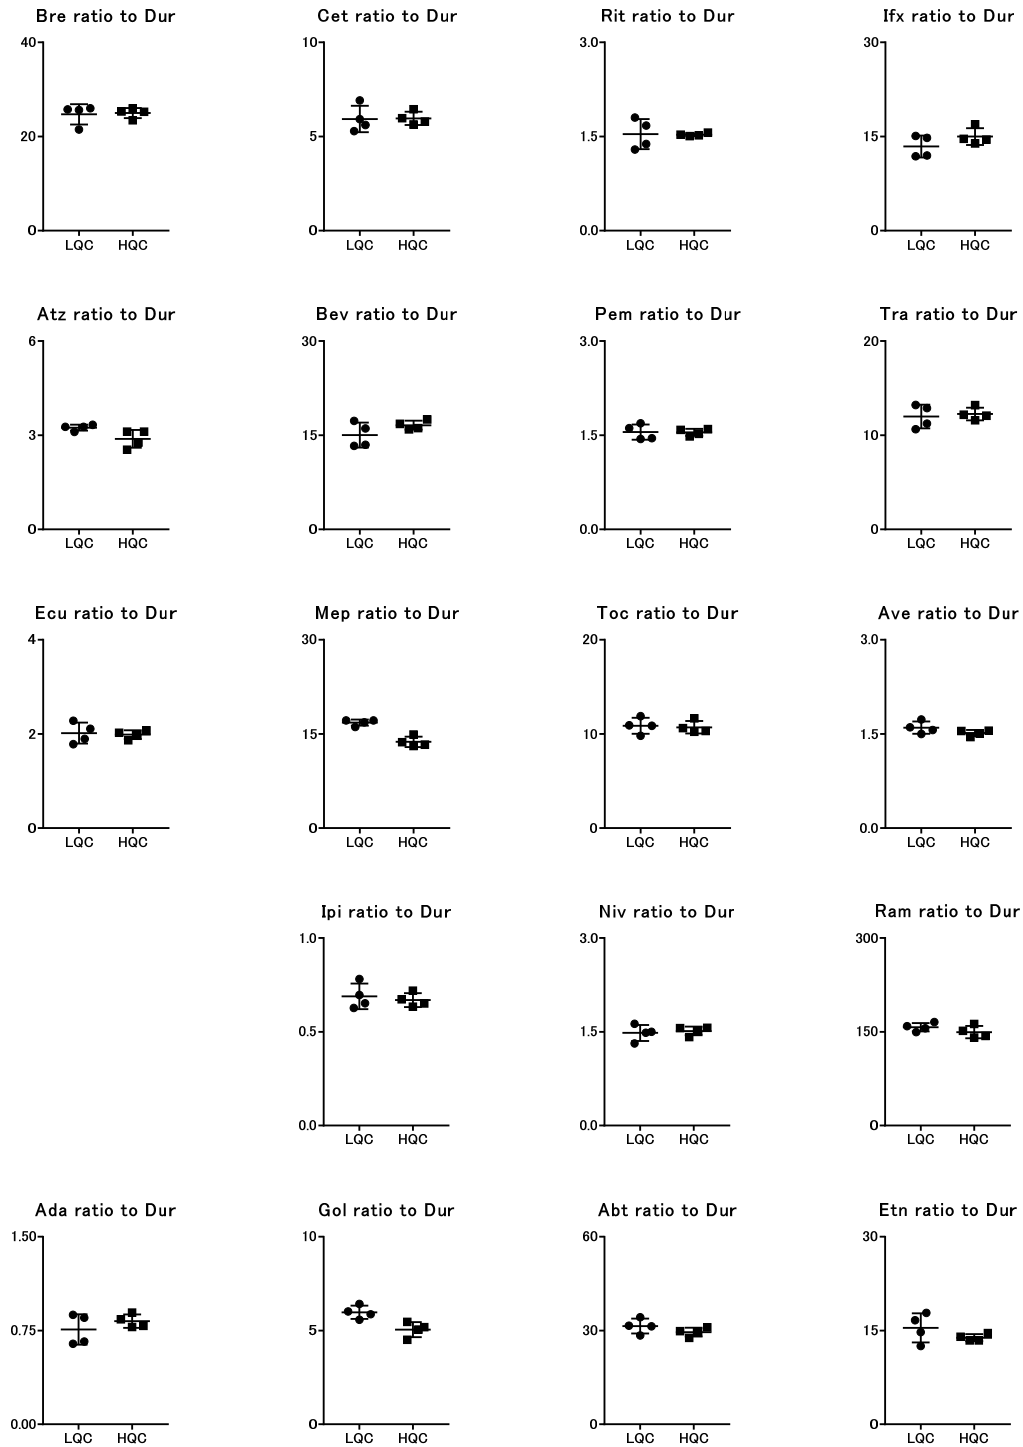 Bre ratio to Dur
40
20
0
LQC HQC
Cet ratio to Dur
10
5
0
LQC HQC
Rit ratio to Dur
3.0
1.5
0.0
LQC HQC
Ifx ratio to Dur
30
15
0
LQC HQC
Atz ratio to Dur
6
3
0
LQC HQC
Bev ratio to Dur
30
15
0
LQC HQC
Pem ratio to Dur
3.0
1.5
0.0
LQC HQC
Tra ratio to Dur
20
10
0
LQC HQC
Ecu ratio to Dur
4
2
0
LQC HQC
Mep ratio to Dur
30
15
0
LQC HQC
Toc ratio to Dur
20
10
0
LQC HQC
Ave ratio to Dur
3.0
1.5
0.0
LQC HQC
Ipi ratio to Dur
1.0
0.5
0.0
LQC HQC
Niv ratio to Dur
3.0
1.5
0.0
LQC HQC
Ram ratio to Dur
300
150
0
LQC HQC
Ada ratio to Dur
1.50
0.75
0.00
LQC HQC
Gol ratio to Dur
10
5
0
LQC HQC
Abt ratio to Dur
60
30
0
LQC HQC
Etn ratio to Dur
30
15
0
LQC HQC